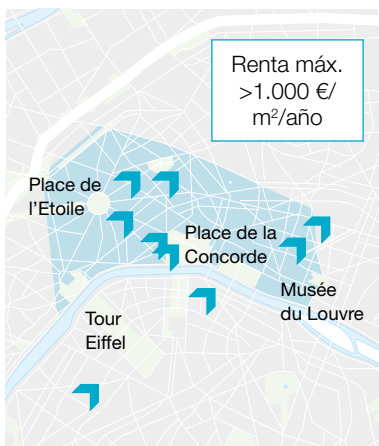 Renta máx.
>1.000 €/
m²/año
Place de
l'Etoile
Place de la
Concorde
Musée
du Louvre
Tour
Eiffel